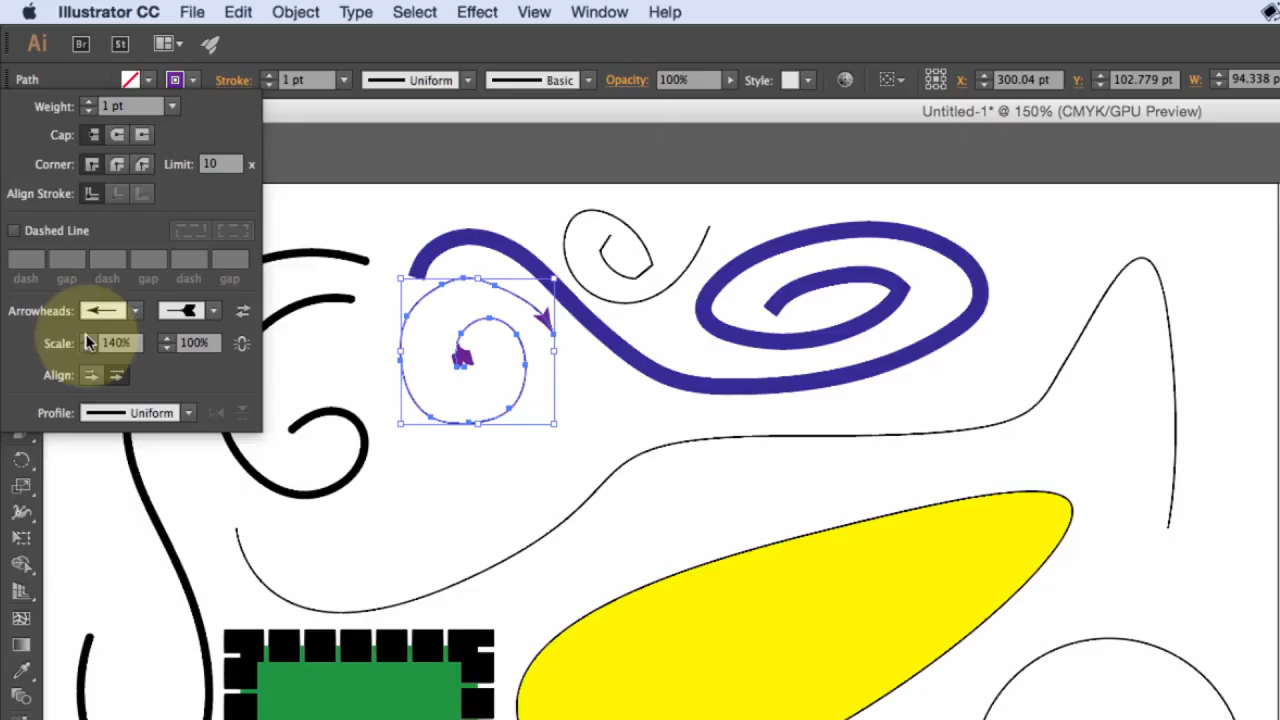 Illustrator CC File Edit Object Type Select Effect View Window Help
Ai Br St
Path Stroke: 1 pt Uniform Basic Opacity: 100% Style: X: 300.04 pt Y: 102.779 pt W: 94.338 p
Untitled-1* @ 150% (CMYK/GPU Preview)
Weight: 1 pt
Cap:
Corner: Limit: 10 x
Align Stroke:
Dashed Line
dash gap dash gap dash gap
Arrowheads:
Scale: 140% 100%
Align:
Profile: Uniform